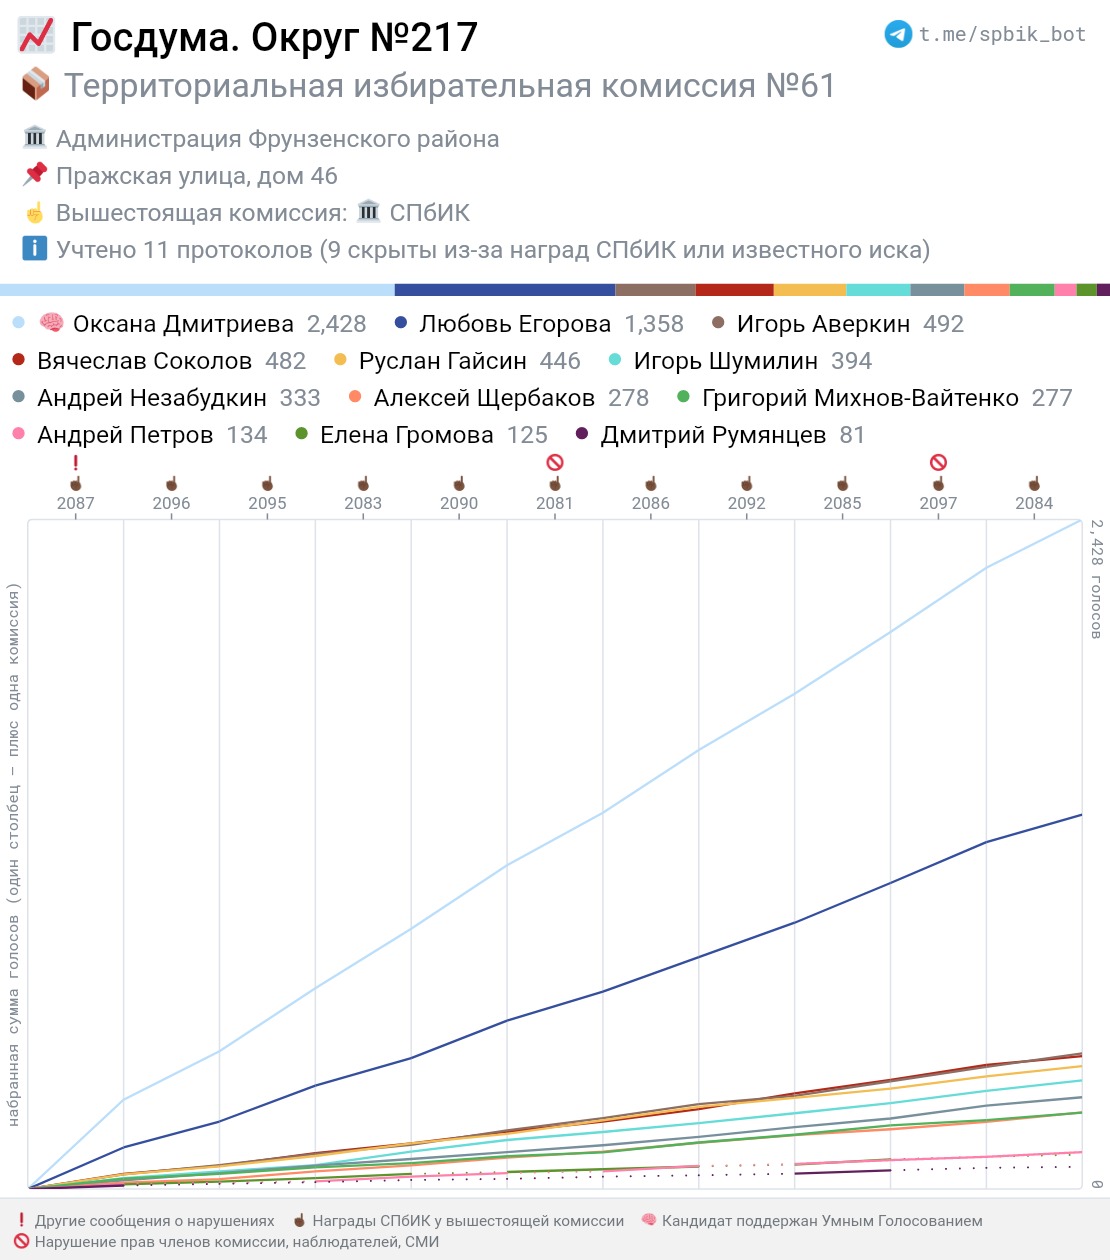 Госдума. Округ №217
t.me/spbik_bot
Территориальная избирательная комиссия №61
Администрация Фрунзенского района
Пражская улица, дом 46
Вышестоящая комиссия: СПбИК
Учтено 11 протоколов (9 скрыты из-за наград СПбИК или известного иска)
Оксана Дмитриева 2,428 Любовь Егорова 1,358 Игорь Аверкин 492
Вячеслав Соколов 482 Руслан Гайсин 446 Игорь Шумилин 394
Андрей Незабудкин 333 Алексей Щербаков 278 Григорий Михнов-Вайтенко 277
Андрей Петров 134 Елена Громова 125 Дмитрий Румянцев 81
2087 2096 2095 2083 2090 2081 2086 2092 2085 2097 2084
2,428 голосов
набранная сумма голосов (один столбец — плюс одна комиссия)
0
Другие сообщения о нарушениях Награды СПбИК у вышестоящей комиссии Кандидат поддержан Умным Голосованием
Нарушение прав членов комиссии, наблюдателей, СМИ